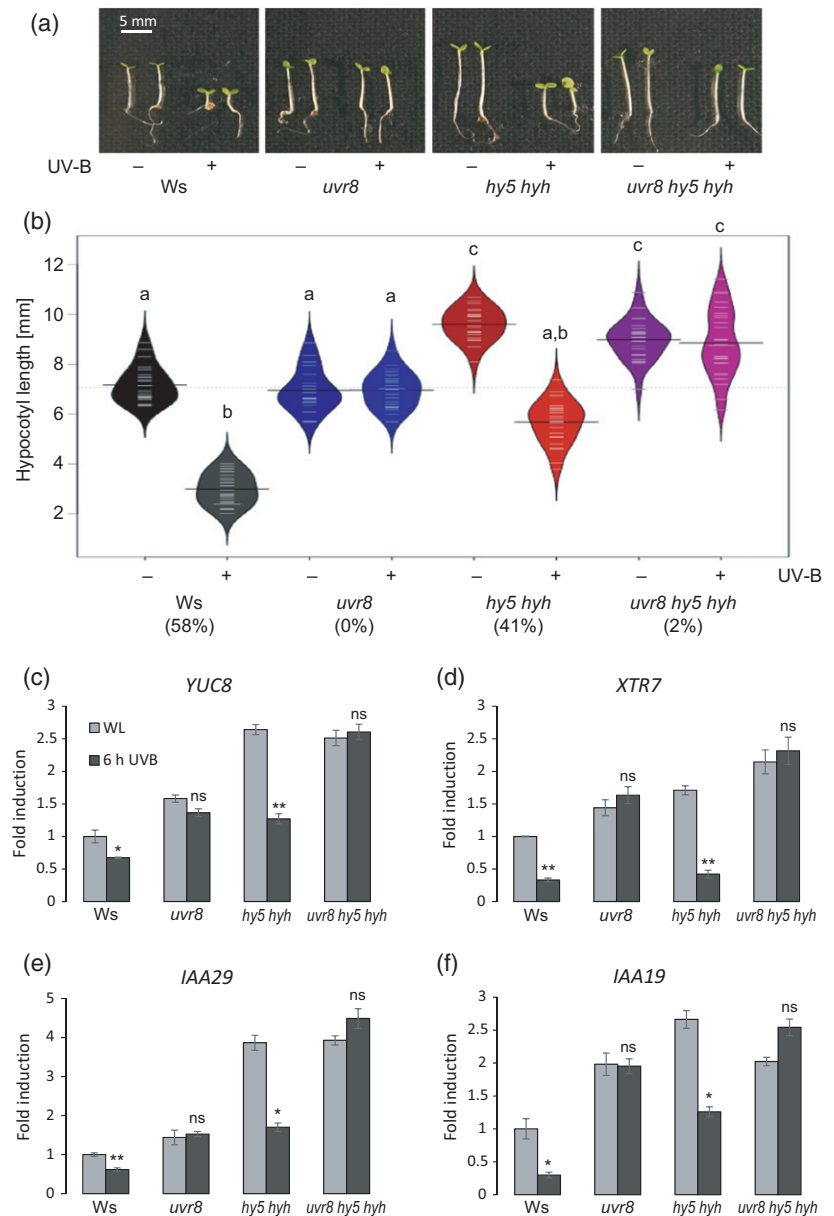 (a)
5 mm
UV-B – + – + – + – +
Ws uvr8 hy5 hyh uvr8 hy5 hyh
(b)
Hypocotyl length [mm]
12
10
8
6
4
2
a b a a c a,b c c
– + – + – + – + UV-B
Ws uvr8 hy5 hyh uvr8 hy5 hyh
(58%) (0%) (41%) (2%)
(c) YUC8
Fold induction
3
2.5
2
1.5
1
0.5
0
WL
6 h UVB
* ns ** ns
Ws uvr8 hy5 hyh uvr8 hy5 hyh
(d) XTR7
Fold induction
3
2.5
2
1.5
1
0.5
0
** ns ** ns
Ws uvr8 hy5 hyh uvr8 hy5 hyh
(e) IAA29
Fold induction
5
4
3
2
1
0
** ns * ns
Ws uvr8 hy5 hyh uvr8 hy5 hyh
(f) IAA19
Fold induction
3
2.5
2
1.5
1
0.5
0
* ns * ns
Ws uvr8 hy5 hyh uvr8 hy5 hyh